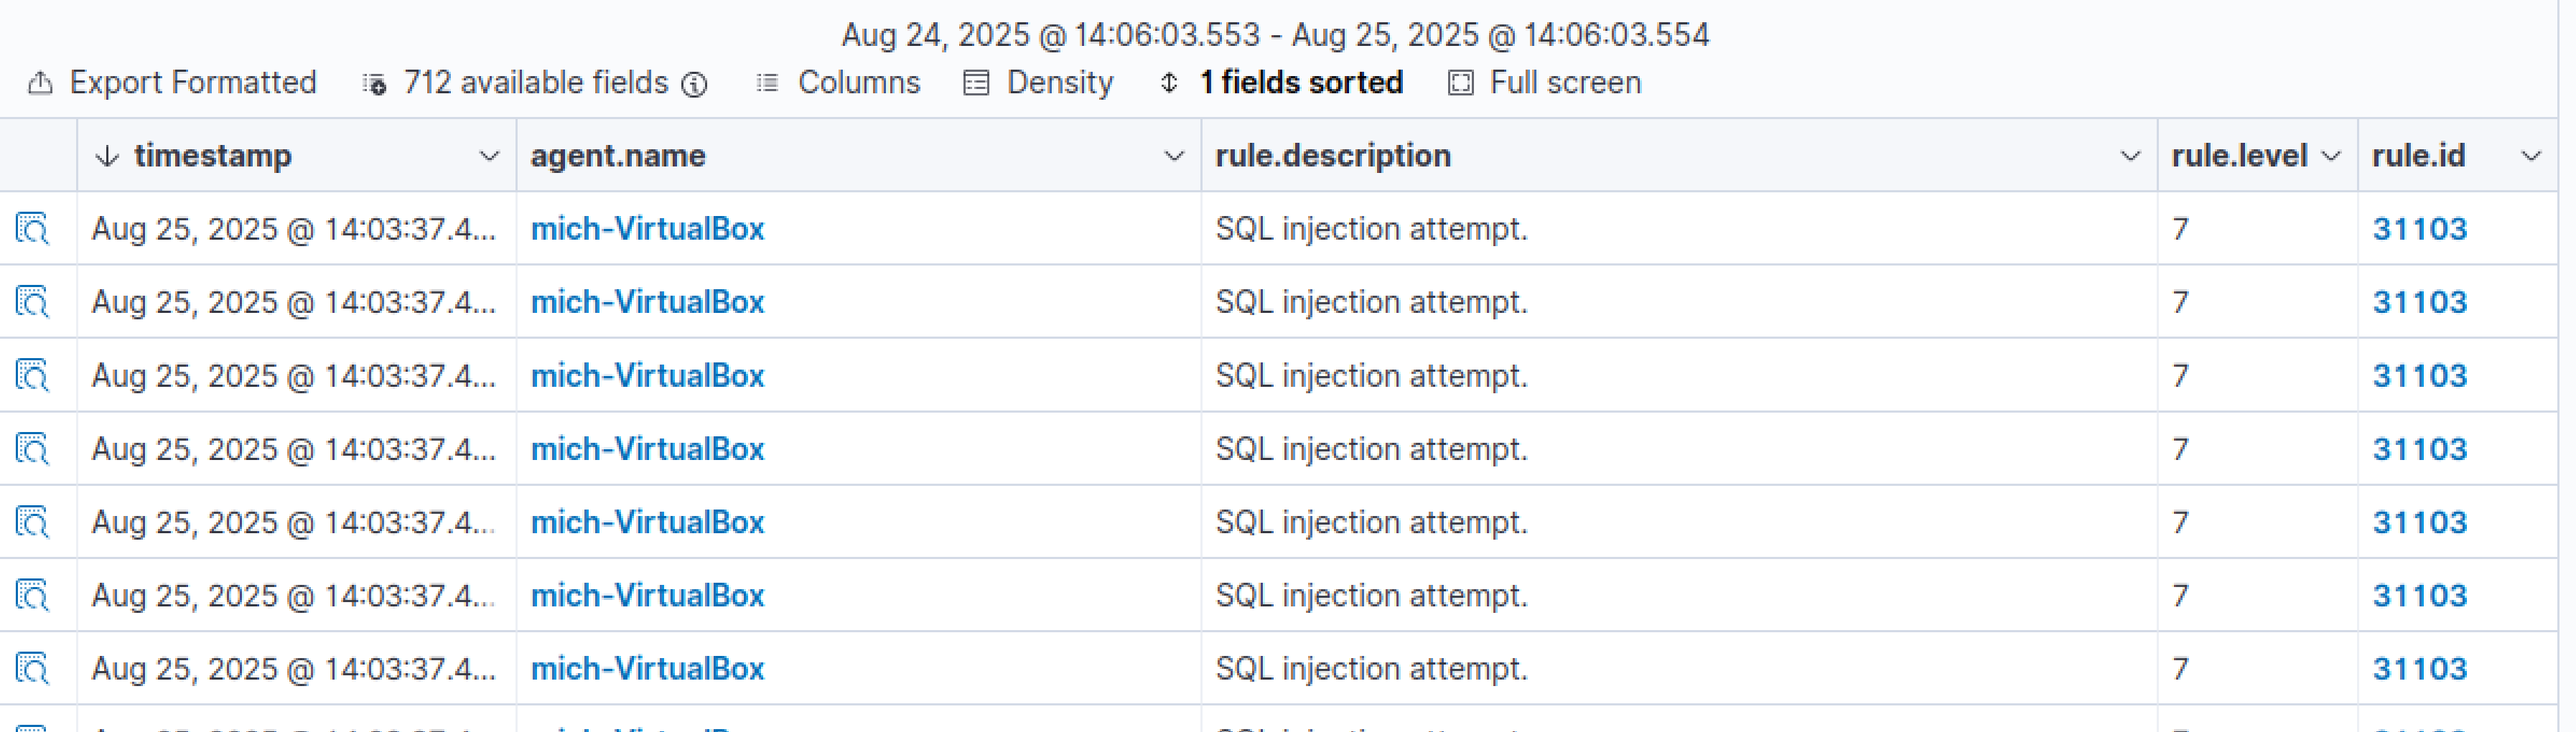 Aug 24, 2025 @ 14:06:03.553 - Aug 25, 2025 @ 14:06:03.554
Export Formatted 712 available fields Columns Density 1 fields sorted Full screen
timestamp agent.name rule.description rule.level rule.id
Aug 25, 2025 @ 14:03:37.4... mich-VirtualBox SQL injection attempt. 7 31103
Aug 25, 2025 @ 14:03:37.4... mich-VirtualBox SQL injection attempt. 7 31103
Aug 25, 2025 @ 14:03:37.4... mich-VirtualBox SQL injection attempt. 7 31103
Aug 25, 2025 @ 14:03:37.4... mich-VirtualBox SQL injection attempt. 7 31103
Aug 25, 2025 @ 14:03:37.4... mich-VirtualBox SQL injection attempt. 7 31103
Aug 25, 2025 @ 14:03:37.4... mich-VirtualBox SQL injection attempt. 7 31103
Aug 25, 2025 @ 14:03:37.4... mich-VirtualBox SQL injection attempt. 7 31103